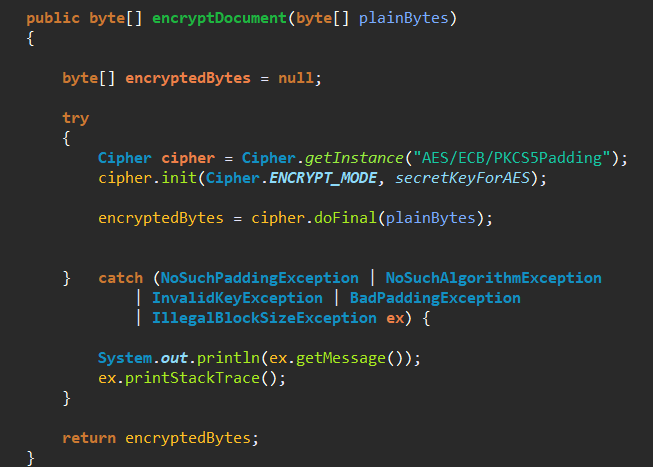 public byte[] encryptDocument(byte[] plainBytes)
{
byte[] encryptedBytes = null;
try
{
Cipher cipher = Cipher.getInstance("AES/ECB/PKCS5Padding");
cipher.init(Cipher.ENCRYPT_MODE, secretKeyForAES);
encryptedBytes = cipher.doFinal(plainBytes);
} catch (NoSuchPaddingException | NoSuchAlgorithmException
| InvalidKeyException | BadPaddingException
| IllegalBlockSizeException ex) {
System.out.println(ex.getMessage());
ex.printStackTrace();
}
return encryptedBytes;
}